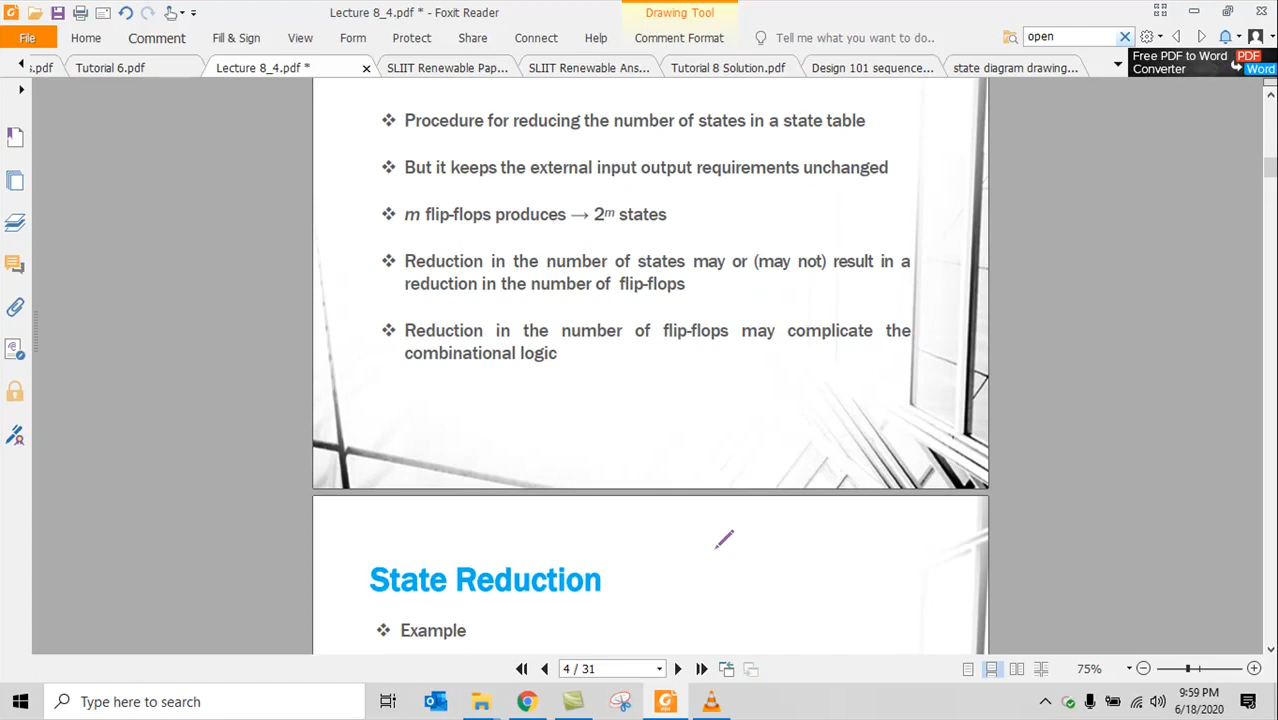 Lecture 8_4.pdf * - Foxit Reader
Drawing Tool
File
Home
Comment
Fill & Sign
View
Form
Protect
Share
Connect
Help
Comment Format
Tell me what you want to do..
open
s.pdf
Tutorial 6.pdf
Lecture 8_4.pdf *
SLIIT Renewable Pap...
SLIIT Renewable Ans...
Tutorial 8 Solution.pdf
Design 101 sequence...
state diagram drawing...
Free PDF to Word
Converter
PDF
Word
❖ Procedure for reducing the number of states in a state table
❖ But it keeps the external input output requirements unchanged
❖ m flip-flops produces → 2ᵐ states
❖ Reduction in the number of states may or (may not) result in a
reduction in the number of flip-flops
❖ Reduction in the number of flip-flops may complicate the
combinational logic
State Reduction
❖ Example
4 / 31
75%
Type here to search
9:59 PM
6/18/2020